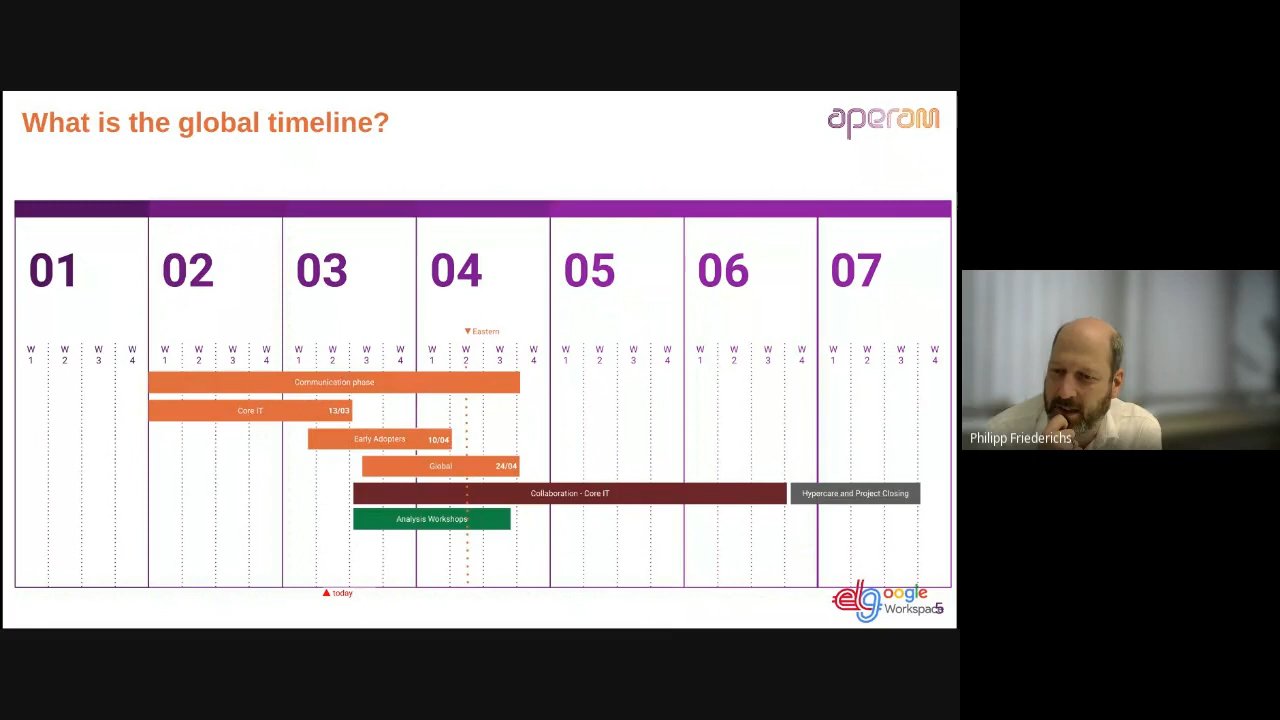 What is the global timeline?
aperam
01 02 03 04 05 06 07
Eastern
W W W W W W W W W W W W W W W W W W W W W W W W W W W W
1 2 3 4 1 2 3 4 1 2 3 4 1 2 3 4 1 2 3 4 1 2 3 4 1 2 3 4
Communication phase
Core IT 13/03
Early Adopters 10/04
Global 24/04
Collaboration - Core IT
Hypercare and Project Closing
Analysis Workshops
today
oogle
Workspace
5
Philipp Friederichs